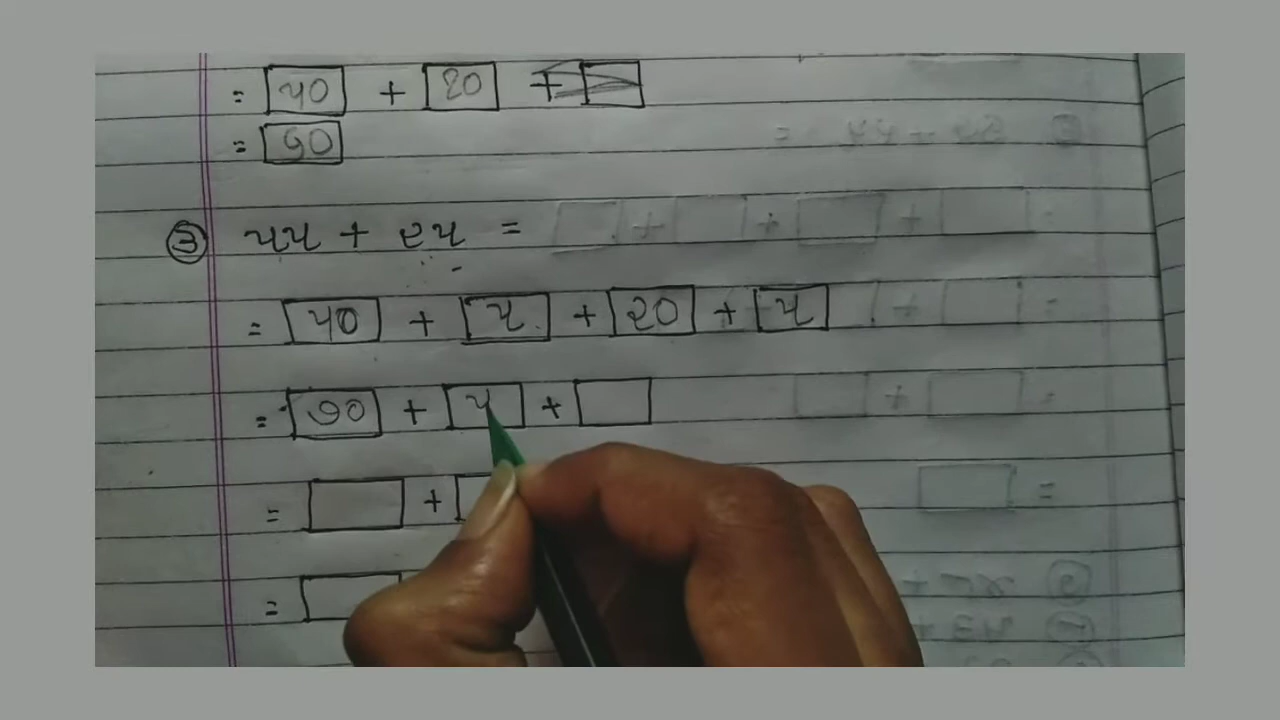 = ૫૦ + ૨૦ +
= ૭૦
૩ ૫૫ + ૨૫ =
= ૫૦ + ૫ + ૨૦ + ૫
= ૭૦ + ૫ +
= +
=